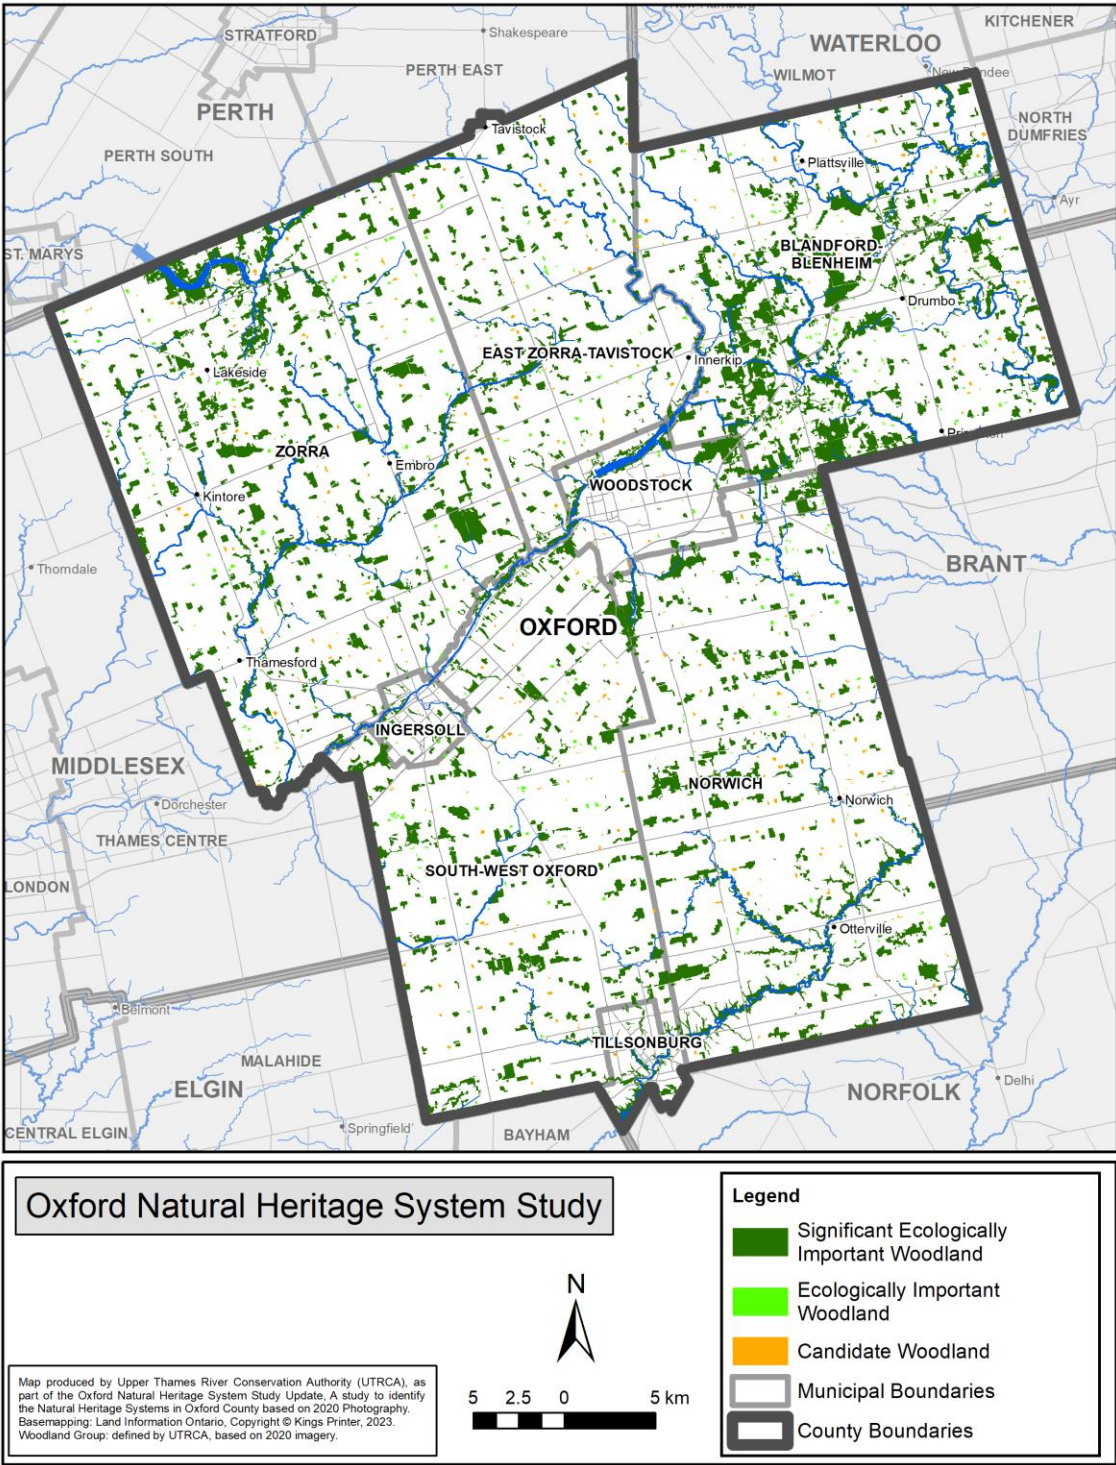 New Hamburg
KITCHENER
STRATFORD
Shakespeare
WATERLOO
PERTH EAST
WILMOT
New Dundee
PERTH
NORTH
DUMFRIES
Tavistock
PERTH SOUTH
Plattsville
Ayr
ST. MARYS
BLANDFORD-
BLENHEIM
Drumbo
EAST ZORRA-TAVISTOCK
Innerkip
Lakeside
ZORRA
Embro
Princeton
WOODSTOCK
Kintore
Thorndale
BRANT
OXFORD
Thamesford
INGERSOLL
MIDDLESEX
NORWICH
Dorchester
Norwich
THAMES CENTRE
SOUTH-WEST OXFORD
LONDON
Otterville
Belmont
TILLSONBURG
MALAHIDE
ELGIN
NORFOLK
Delhi
CENTRAL ELGIN
Springfield
BAYHAM
Oxford Natural Heritage System Study
N
5 2.5 0 5 km
Map produced by Upper Thames River Conservation Authority (UTRCA), as
part of the Oxford Natural Heritage System Study Update, A study to identify
the Natural Heritage Systems in Oxford County based on 2020 Photography.
Basemapping: Land Information Ontario, Copyright © Kings Printer, 2023.
Woodland Group: defined by UTRCA, based on 2020 imagery.
Legend
Significant Ecologically
Important Woodland
Ecologically Important
Woodland
Candidate Woodland
Municipal Boundaries
County Boundaries